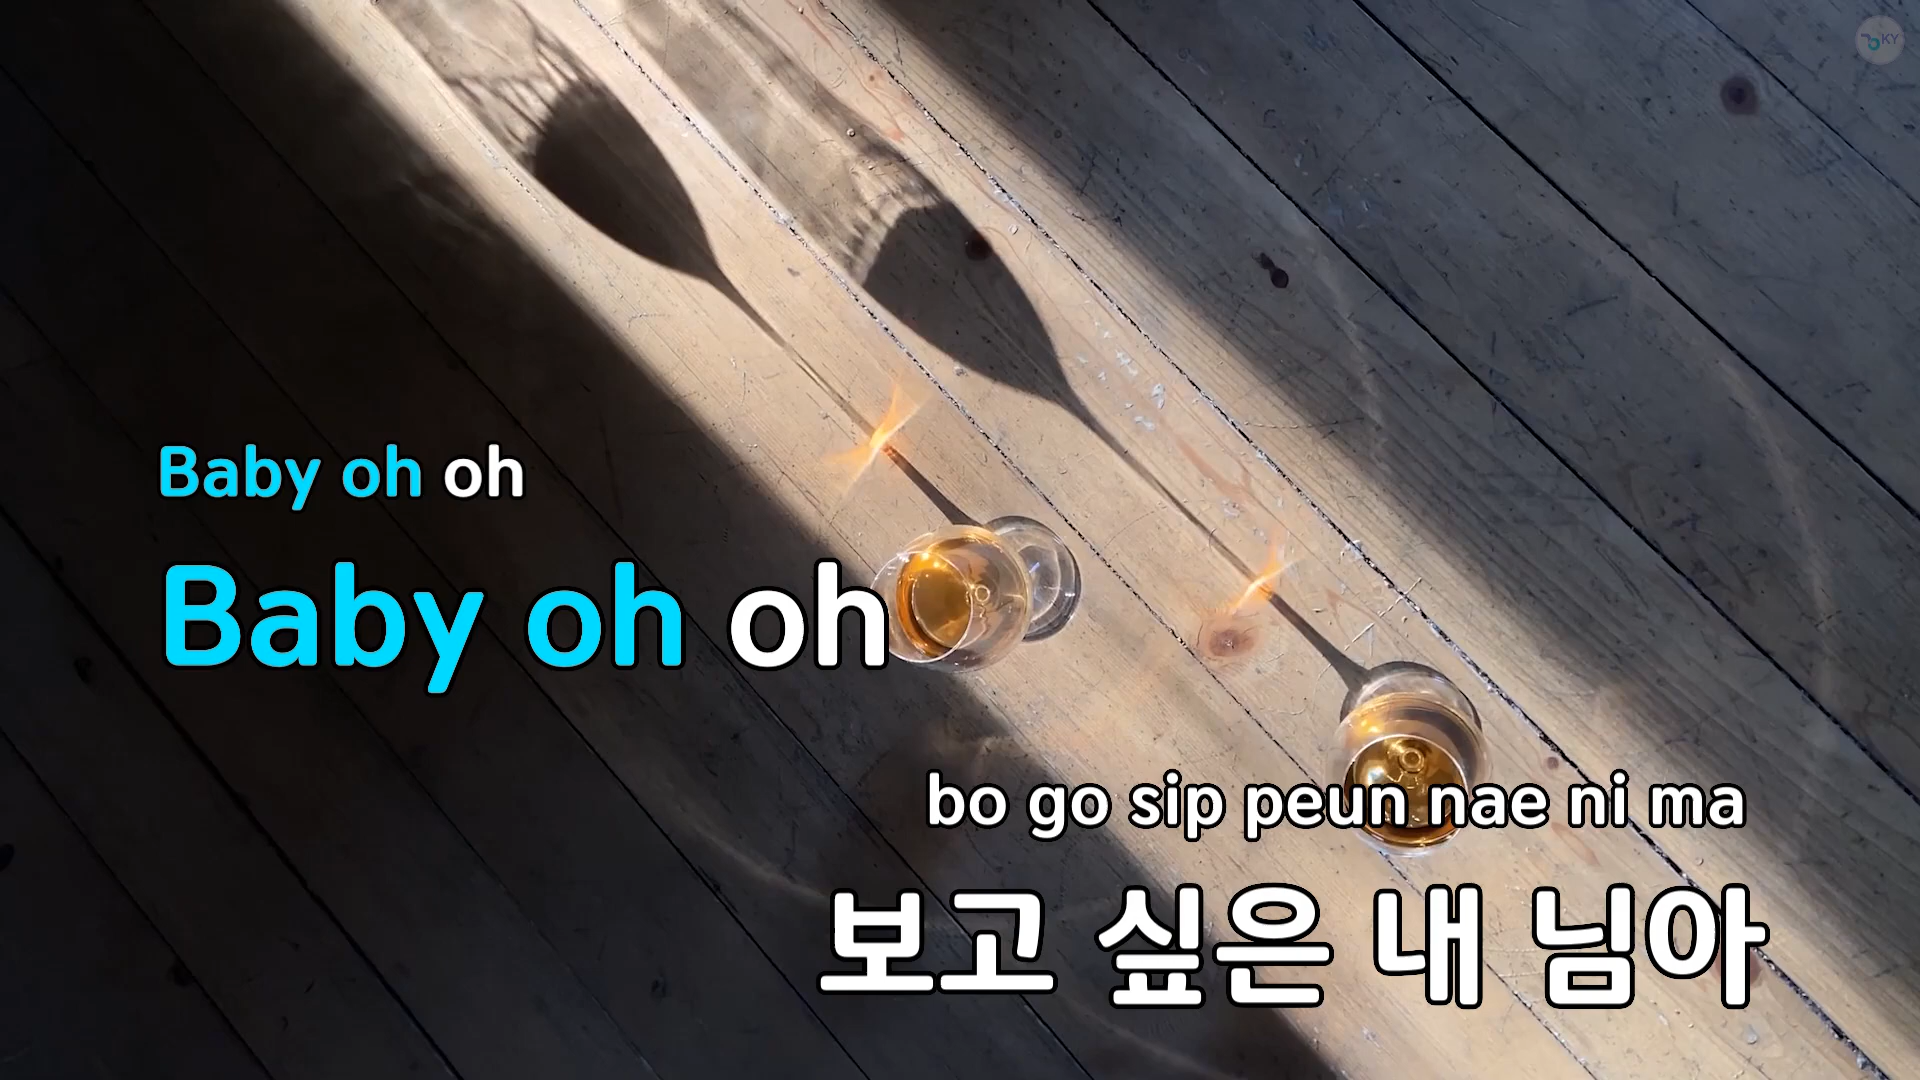 KY
Baby oh oh
Baby oh oh
bo go sip peun nae ni ma
보고 싶은 내 님아